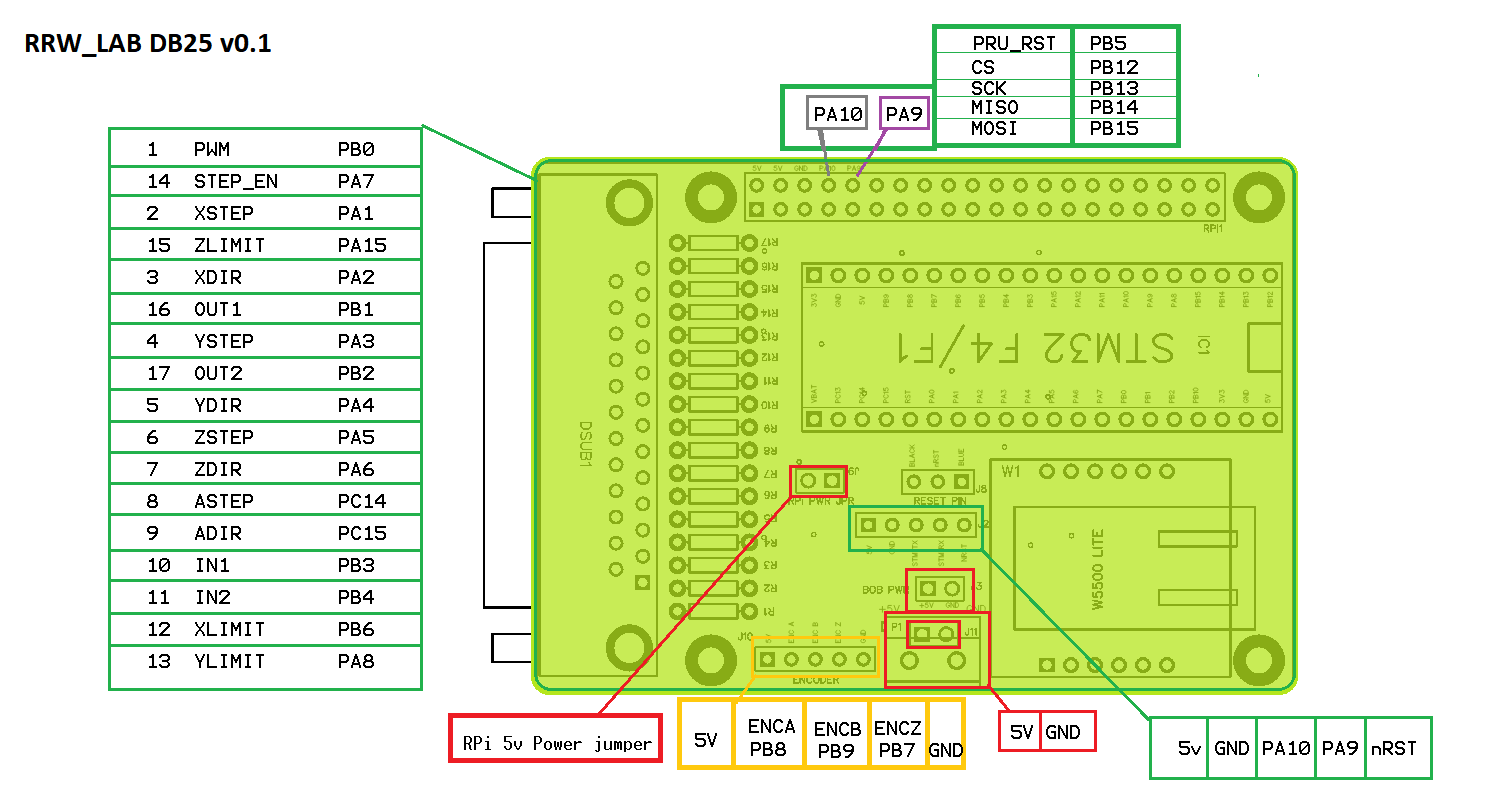 RRW_LAB DB25 v0.1
PRU_RST PB5
CS PB12
SCK PB13
MISO PB14
MOSI PB15
PA10 PA9
1 PWM PB0
14 STEP_EN PA7
2 XSTEP PA1
15 ZLIMIT PA15
3 XDIR PA2
16 OUT1 PB1
4 YSTEP PA3
17 OUT2 PB2
5 YDIR PA4
6 ZSTEP PA5
7 ZDIR PA6
8 ASTEP PC14
9 ADIR PC15
10 IN1 PB3
11 IN2 PB4
12 XLIMIT PB6
13 YLIMIT PA8
5V 5V GND PA10
RPI1
R17
R16
R15
R14
R13
R12
R11
R10
R9
R8
R7
R6
R5
R4
R3
R2
R1
DSUB1
3V3 GND 5V PB9 PB8 PB7 PB6 PB5 PB4 PB3 PA15 PA12 PA11 PA10 PA9 PA8 PB15 PB14 PB13 PB12
STM32 F4/F1
IC1
VBAT PC13 PC14 PC15 RST PA0 PA1 PA2 PA3 PA4 PA5 PA6 PA7 PB0 PB1 PB2 PB10 3V3 GND 5V
BLACK nRST BLUE
J5
RESET PIN
RPi PWR JPR
J2
5V GND STM TX STM RX NRST
W1
W5500 LITE
BOB PWR
J3
+5V GND
+5V GND
P1
J11
J10
5V ENC A ENC B ENC Z GND
ENCODER
RPi 5v Power jumper
5V
ENCA
PB8
ENCB
PB9
ENCZ
PB7
GND
5V GND
5v GND PA10 PA9 nRST